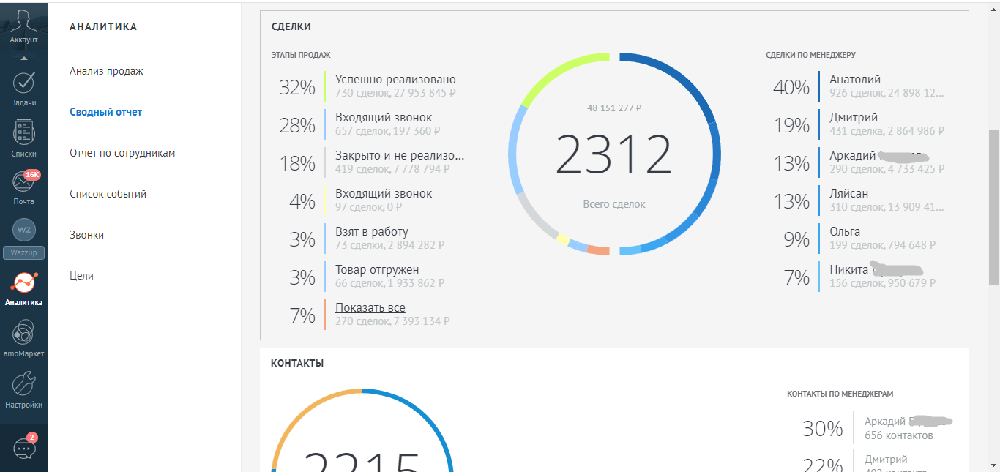 Аккаунт
Задачи
Списки
16K
Почта
WZ
Wazzup
Аналитика
amoМаркет
Настройки
2
АНАЛИТИКА
Анализ продаж
Сводный отчет
Отчет по сотрудникам
Список событий
Звонки
Цели
СДЕЛКИ
ЭТАПЫ ПРОДАЖ
32%
Успешно реализовано
730 сделок, 27 953 845 ₽
28%
Входящий звонок
657 сделок, 197 360 ₽
18%
Закрыто и не реализо...
419 сделок, 7 778 794 ₽
4%
Входящий звонок
97 сделок, 0 ₽
3%
Взят в работу
73 сделки, 2 894 282 ₽
3%
Товар отгружен
66 сделок, 1 933 862 ₽
7%
Показать все
270 сделок, 7 393 134 ₽
48 151 277 ₽
2312
Всего сделок
СДЕЛКИ ПО МЕНЕДЖЕРУ
40%
Анатолий
926 сделок, 24 898 12...
19%
Дмитрий
431 сделка, 2 864 986 ₽
13%
Аркадий
290 сделок, 4 733 425 ₽
13%
Ляйсан
310 сделок, 13 909 41...
9%
Ольга
199 сделок, 794 648 ₽
7%
Никита
156 сделок, 950 679 ₽
КОНТАКТЫ
2215
КОНТАКТЫ ПО МЕНЕДЖЕРАМ
30%
Аркадий
656 контактов
22%
Дмитрий